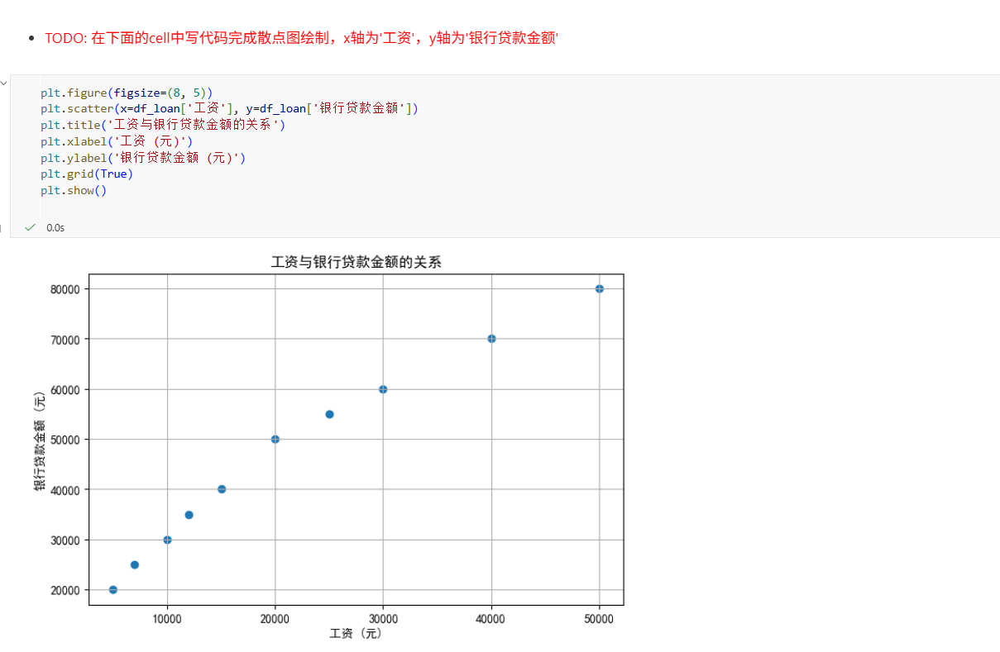 • TODO: 在下面的cell中写代码完成散点图绘制，x轴为'工资'，y轴为'银行贷款金额'
plt.figure(figsize=(8, 5))
plt.scatter(x=df_loan['工资'], y=df_loan['银行贷款金额'])
plt.title('工资与银行贷款金额的关系')
plt.xlabel('工资 (元)')
plt.ylabel('银行贷款金额 (元)')
plt.grid(True)
plt.show()
0.0s
工资与银行贷款金额的关系
80000
70000
60000
50000
40000
30000
20000
银行贷款金额 (元)
10000 20000 30000 40000 50000
工资 (元)